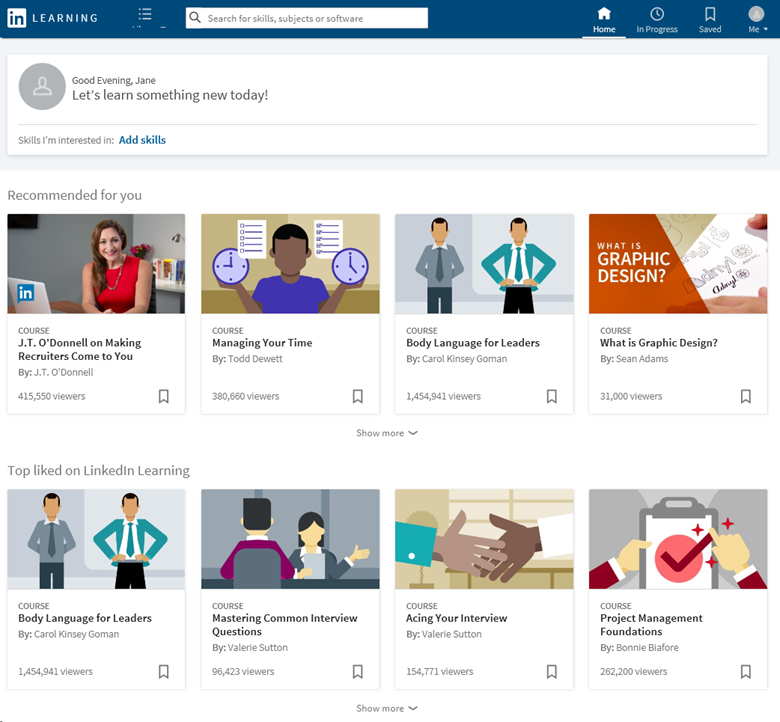 in LEARNING
Search for skills, subjects or software
Home
In Progress
Saved
Me
Good Evening, Jane
Let's learn something new today!
Skills I'm interested in: Add skills
Recommended for you
in
WHAT IS
GRAPHIC
DESIGN?
COURSE
J.T. O'Donnell on Making
Recruiters Come to You
By: J.T. O'Donnell
415,550 viewers
COURSE
Managing Your Time
By: Todd Dewett
380,660 viewers
COURSE
Body Language for Leaders
By: Carol Kinsey Goman
1,454,941 viewers
COURSE
What is Graphic Design?
By: Sean Adams
31,000 viewers
Show more
Top liked on LinkedIn Learning
COURSE
Body Language for Leaders
By: Carol Kinsey Goman
1,454,941 viewers
COURSE
Mastering Common Interview
Questions
By: Valerie Sutton
96,423 viewers
COURSE
Acing Your Interview
By: Valerie Sutton
154,771 viewers
COURSE
Project Management
Foundations
By: Bonnie Biafore
262,200 viewers
Show more